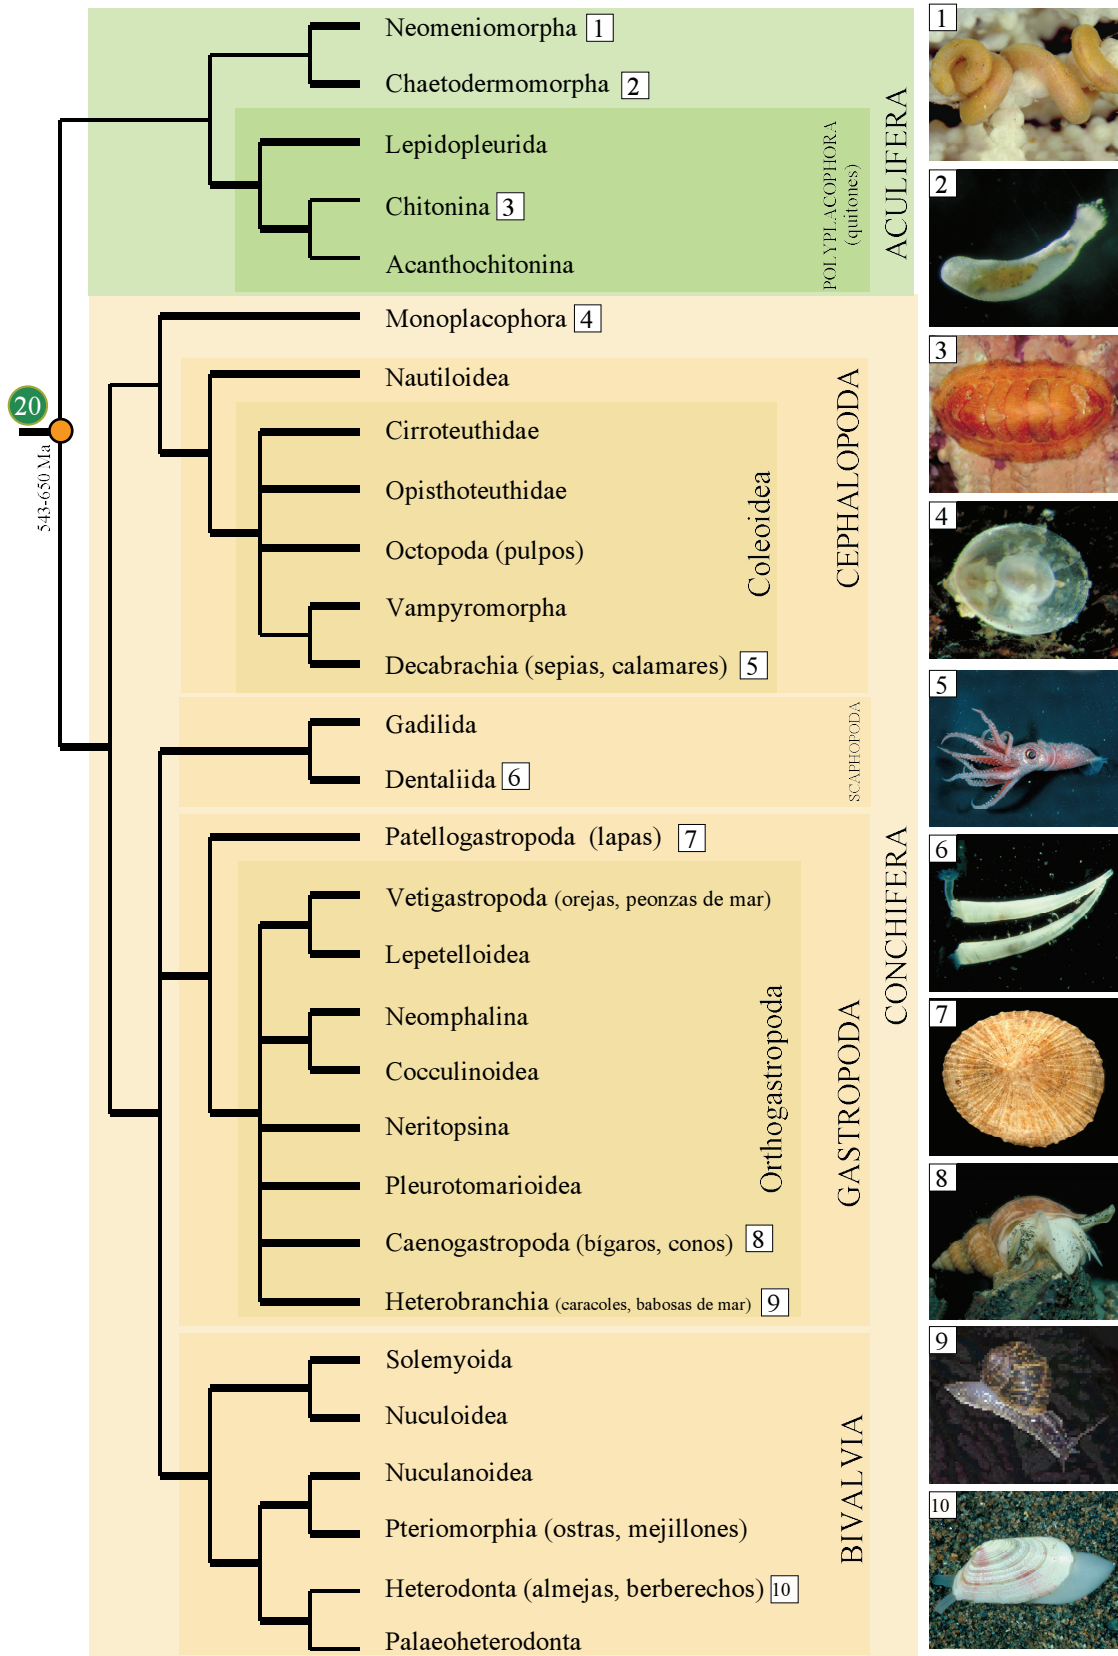 Neomeniomorpha 1
Chaetodermomorpha 2
Lepidopleurida
Chitonina 3
Acanthochitonina
POLYPLACOPHORA
(quitones)
ACULIFERA
Monoplacophora 4
Nautiloidea
Cirroteuthidae
Opisthoteuthidae
Octopoda (pulpos)
Vampyromorpha
Decabrachia (sepias, calamares) 5
Coleoidea
CEPHALOPODA
20
543-650 Ma
Gadilida
Dentaliida 6
SCAPHOPODA
Patellogastropoda (lapas) 7
Vetigastropoda (orejas, peonzas de mar)
Lepetelloidea
Neomphalina
Cocculinoidea
Neritopsina
Pleurotomarioidea
Caenogastropoda (bígaros, conos) 8
Heterobranchia (caracoles, babosas de mar) 9
Orthogastropoda
GASTROPODA
CONCHIFERA
Solemyoida
Nuculoidea
Nuculanoidea
Pteriomorphia (ostras, mejillones)
Heterodonta (almejas, berberechos) 10
Palaeoheterodonta
BIVALVIA
1
2
3
4
5
6
7
8
9
10